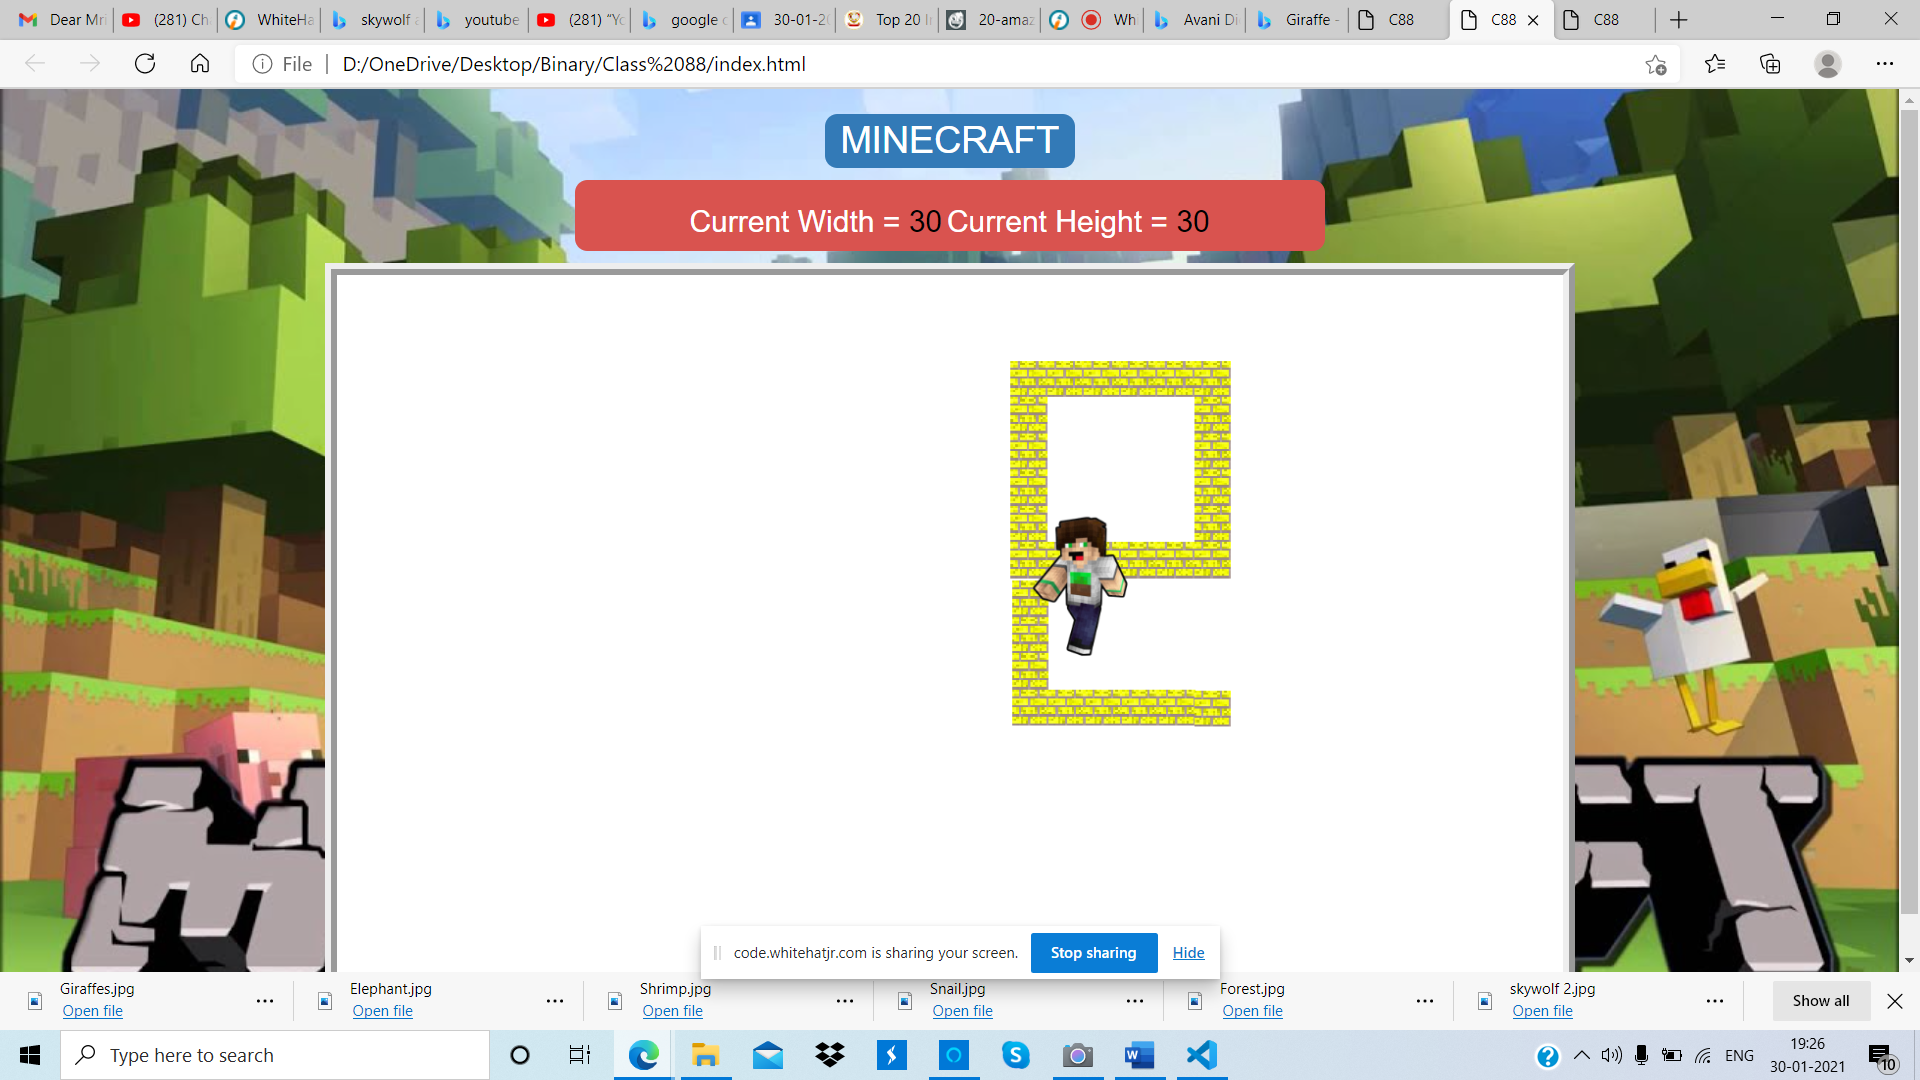 Dear Mri
(281) Ch
WhiteHa
skywolf a
youtube
(281) "Yo
google c
30-01-20
Top 20 In
20-amaz
Wh
Avani Di
Giraffe -
C88
C88
C88
File
D:/OneDrive/Desktop/Binary/Class%2088/index.html
MINECRAFT
Current Width = 30 Current Height = 30
code.whitehatjr.com is sharing your screen.
Stop sharing
Hide
Giraffes.jpg
Open file
Elephant.jpg
Open file
Shrimp.jpg
Open file
Snail.jpg
Open file
Forest.jpg
Open file
skywolf 2.jpg
Open file
Show all
Type here to search
ENG
19:26
30-01-2021
10